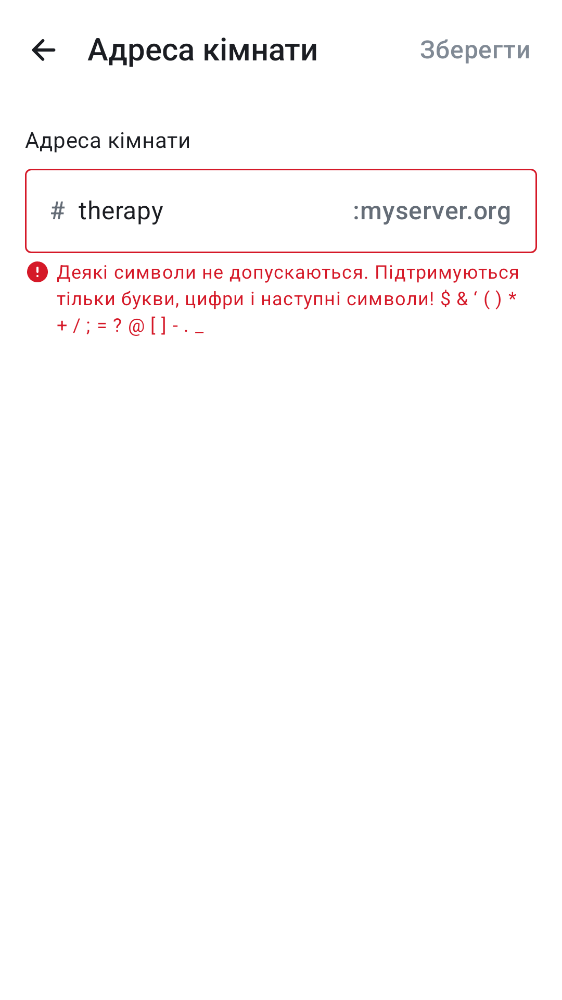 Адреса кімнати
Зберегти
Адреса кімнати
# therapy :myserver.org
Деякі символи не допускаються. Підтримуються
тільки букви, цифри і наступні символи! $ & ‘ ( ) *
+ / ; = ? @ [ ] - . _